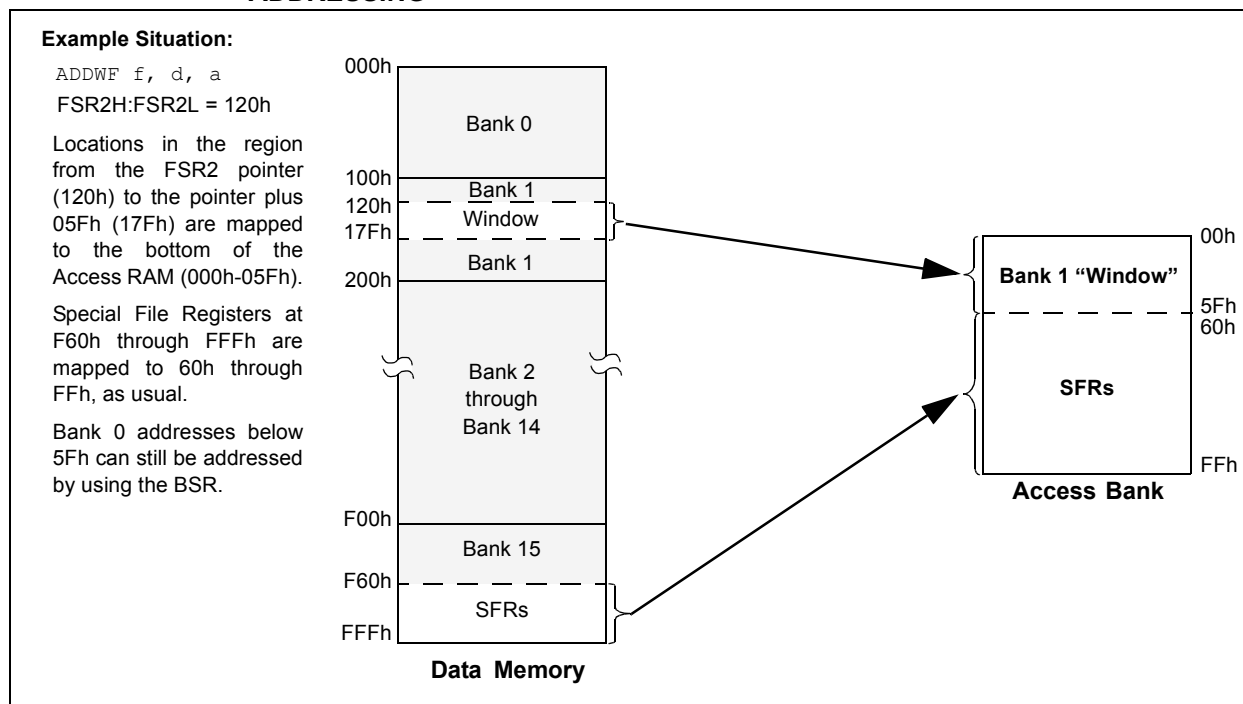 ADDRESSING
Example Situation:
ADDWF f, d, a
FSR2H:FSR2L = 120h
Locations in the region
from the FSR2 pointer
(120h) to the pointer plus
05Fh (17Fh) are mapped
to the bottom of the
Access RAM (000h-05Fh).
Special File Registers at
F60h through FFFh are
mapped to 60h through
FFh, as usual.
Bank 0 addresses below
5Fh can still be addressed
by using the BSR.
000h
Bank 0
100h
Bank 1
120h
Window
17Fh
Bank 1
200h
Bank 2
through
Bank 14
F00h
Bank 15
F60h
SFRs
FFFh
Data Memory
00h
Bank 1 “Window”
5Fh
60h
SFRs
FFh
Access Bank